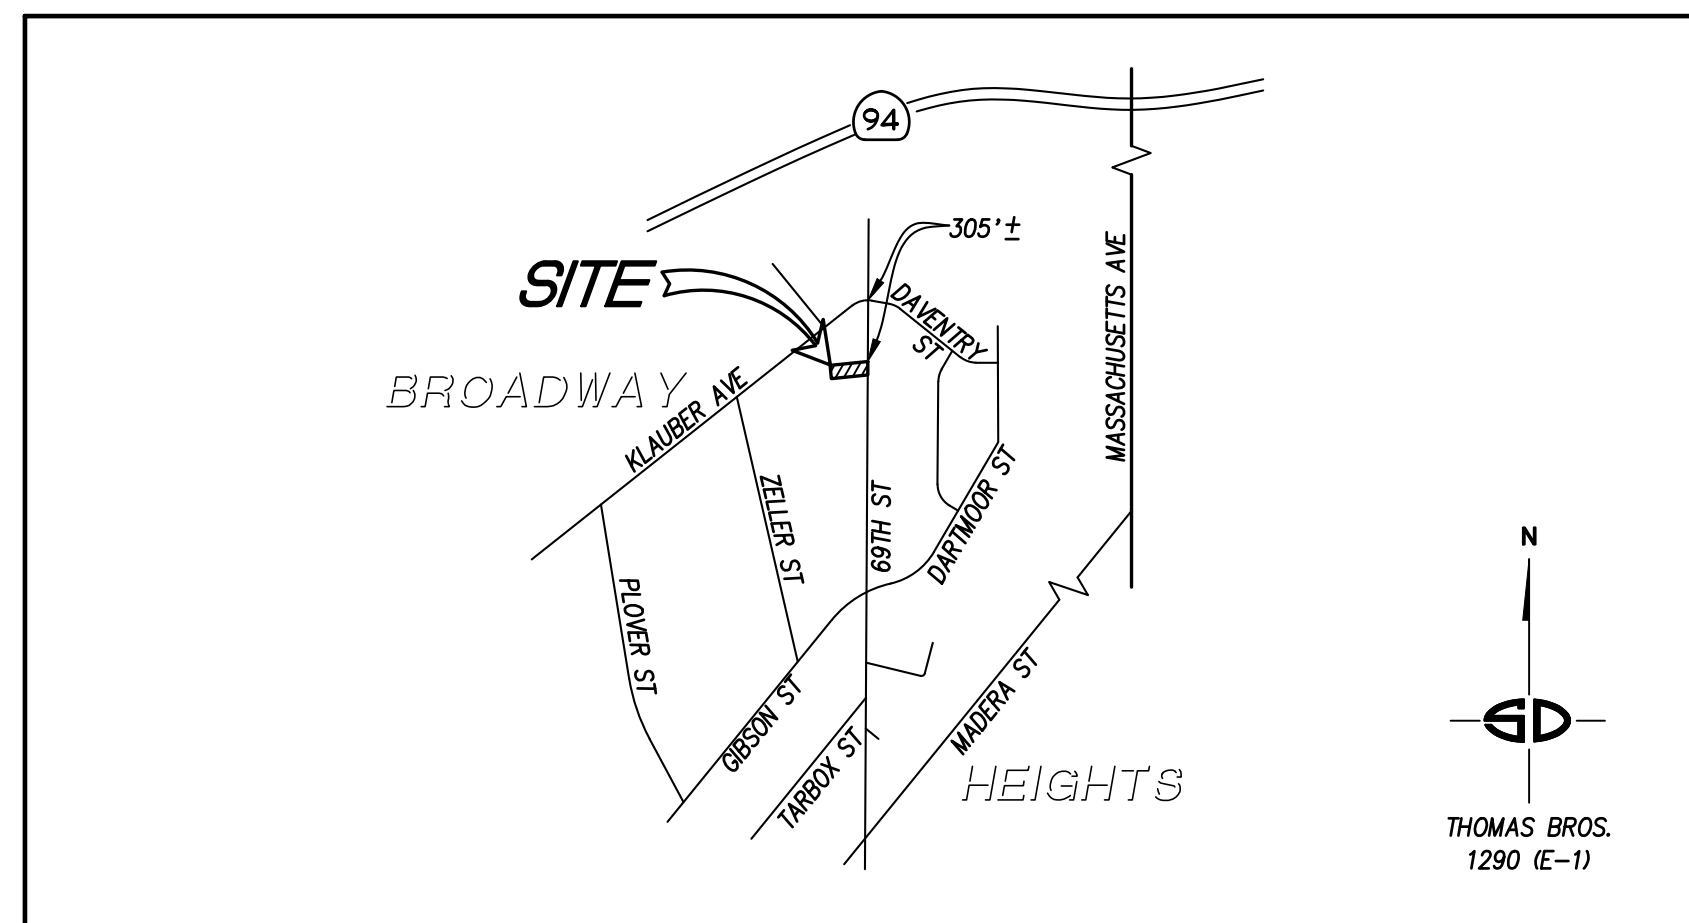 94
305'±
SITE
DAVENTRY
ST
MASSACHUSETTS AVE
BROADWAY
KLAUBER AVE
ZELLER ST
69TH ST
DARTMOOR ST
PLOVER ST
GIBSON ST
TARBOX ST
MADERA ST
HEIGHTS
N
SD
THOMAS BROS.
1290 (E-1)